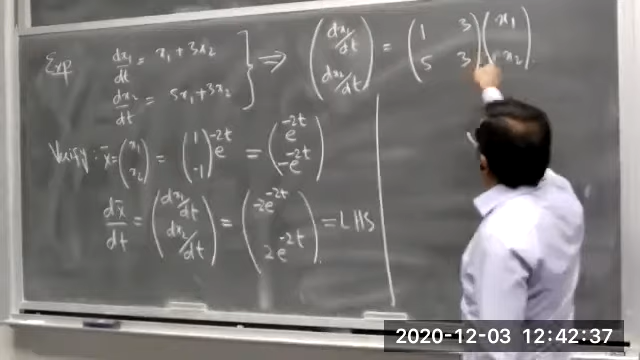 Exp dx₁/dt = x₁ + 3x₂
dx₂/dt = 5x₁ + 3x₂
⇒ (dx₁/dt dx₂/dt) = (1 3 5 3)(x₁ x₂)
Verify: x̄ = (x₁ x₂) = (1 -1) e^-2t = (e^-2t -e^-2t)
dx̄/dt = (dx₁/dt dx₂/dt) = (-2e^-2t 2e^-2t) = LHS
2020-12-03 12:42:37